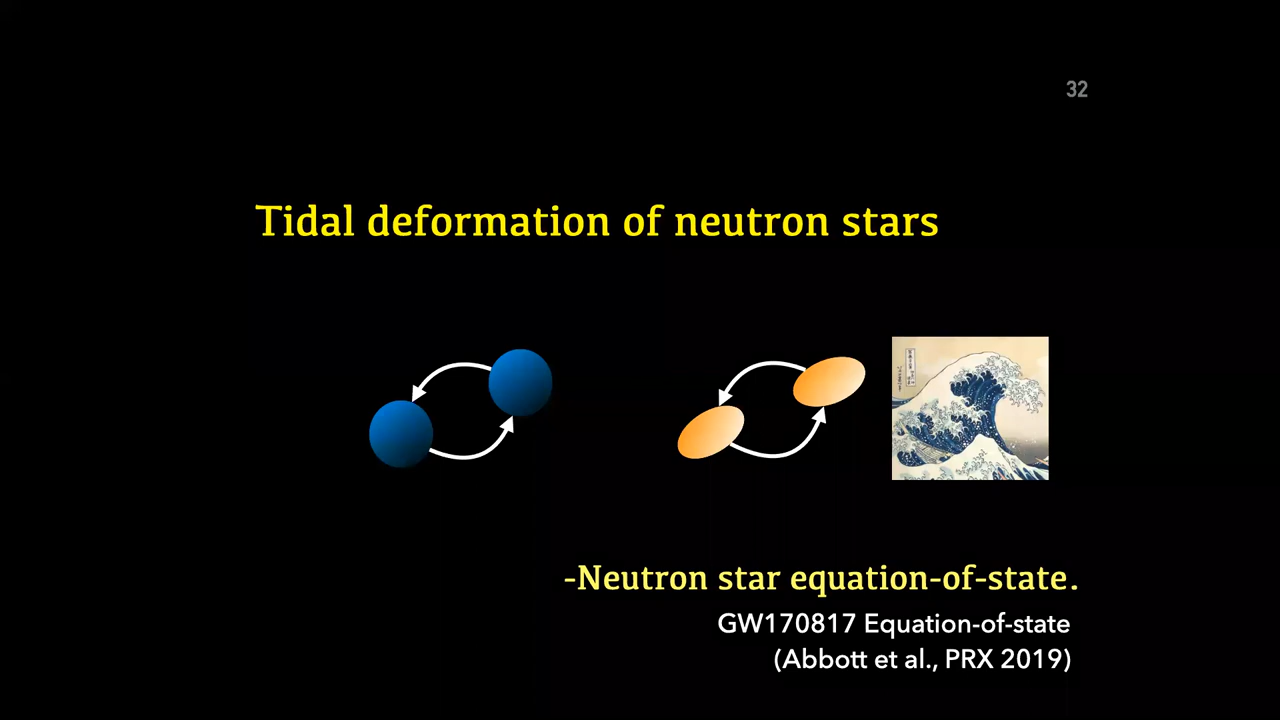 32
Tidal deformation of neutron stars
-Neutron star equation-of-state.
GW170817 Equation-of-state
(Abbott et al., PRX 2019)